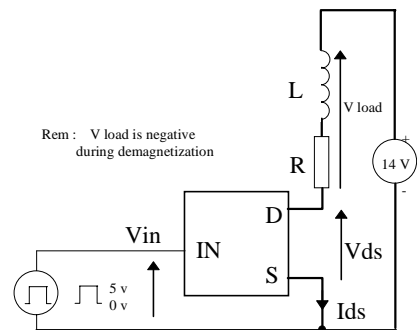 L
V load
Rem : V load is negative
during demagnetization
R
+
14 V
-
D
Vin
IN
Vds
S
5 v
0 v
Ids